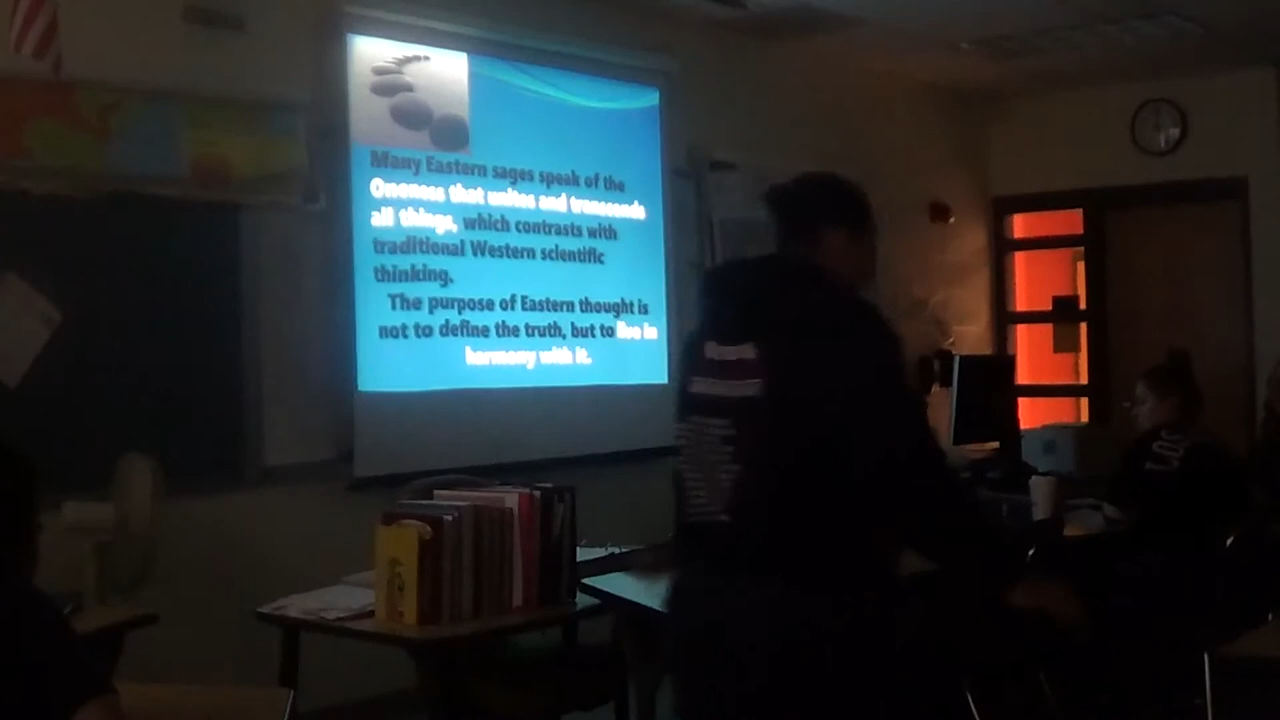 Many Eastern sages speak of the
Oneness that unites and transcends
all things, which contrasts with
traditional Western scientific
thinking.
The purpose of Eastern thought is
not to define the truth, but to live in
harmony with it.